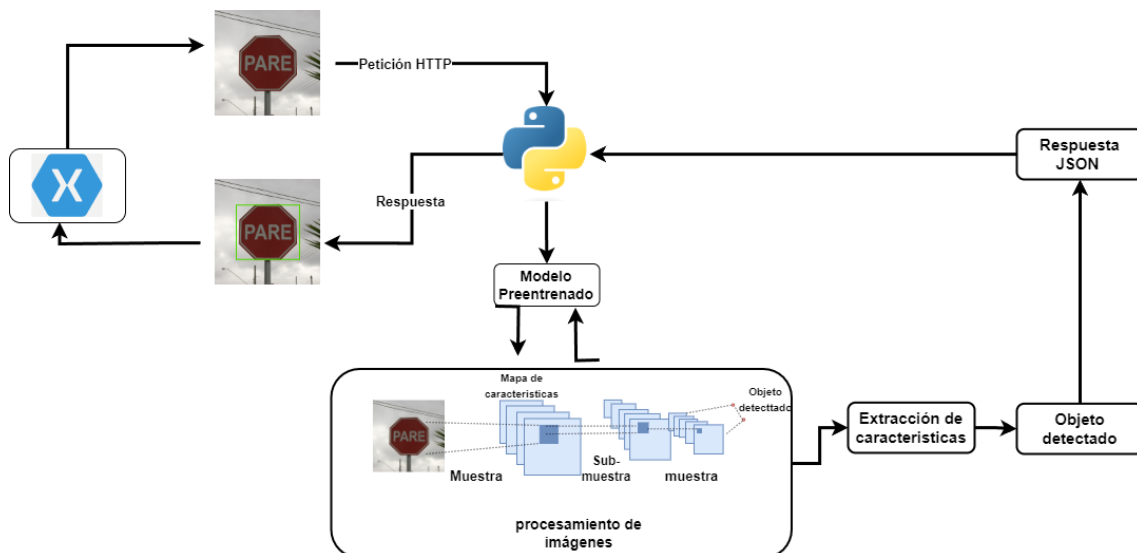 PARE
Petición HTTP
Respuesta
JSON
X
PARE
Respuesta
Modelo
Preentrenado
Mapa de
caracteristicas
Objeto
detecttado
PARE
Muestra
Sub-
muestra
muestra
procesamiento de
imágenes
Extracción de
caracteristicas
Objeto
detectado